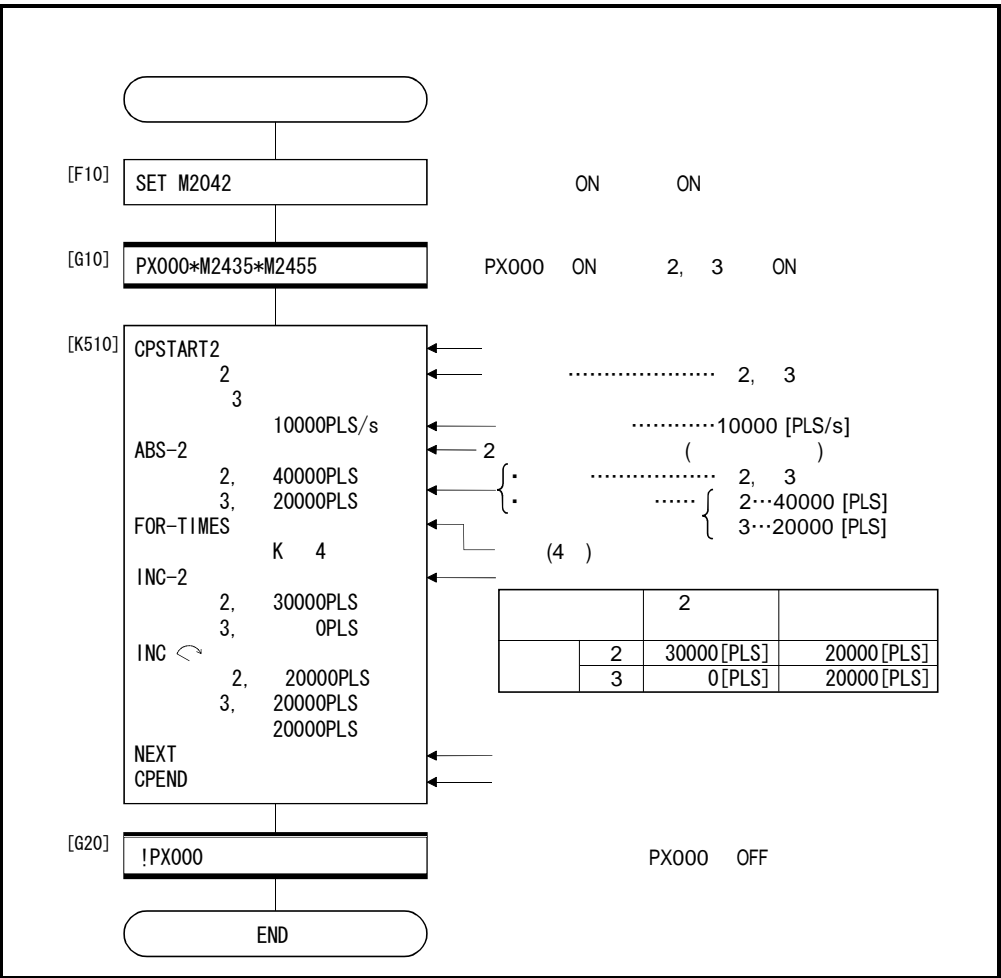 [F10] SET M2042 ON ON
[G10] PX000*M2435*M2455 PX000 ON 2, 3 ON
[K510] CPSTART2
2 ····················· 2, 3
3
10000PLS/s ············10000 [PLS/s]
ABS-2 2 ( )
2, 40000PLS · ·················· 2, 3
3, 20000PLS · ······ 2···40000 [PLS]
FOR-TIMES 3···20000 [PLS]
K 4 (4 )
INC-2
2, 30000PLS 2
3, 0PLS
INC 2 30000[PLS] 20000[PLS]
2, 20000PLS 3 0[PLS] 20000[PLS]
3, 20000PLS
20000PLS
NEXT
CPEND
[G20] !PX000 PX000 OFF
END